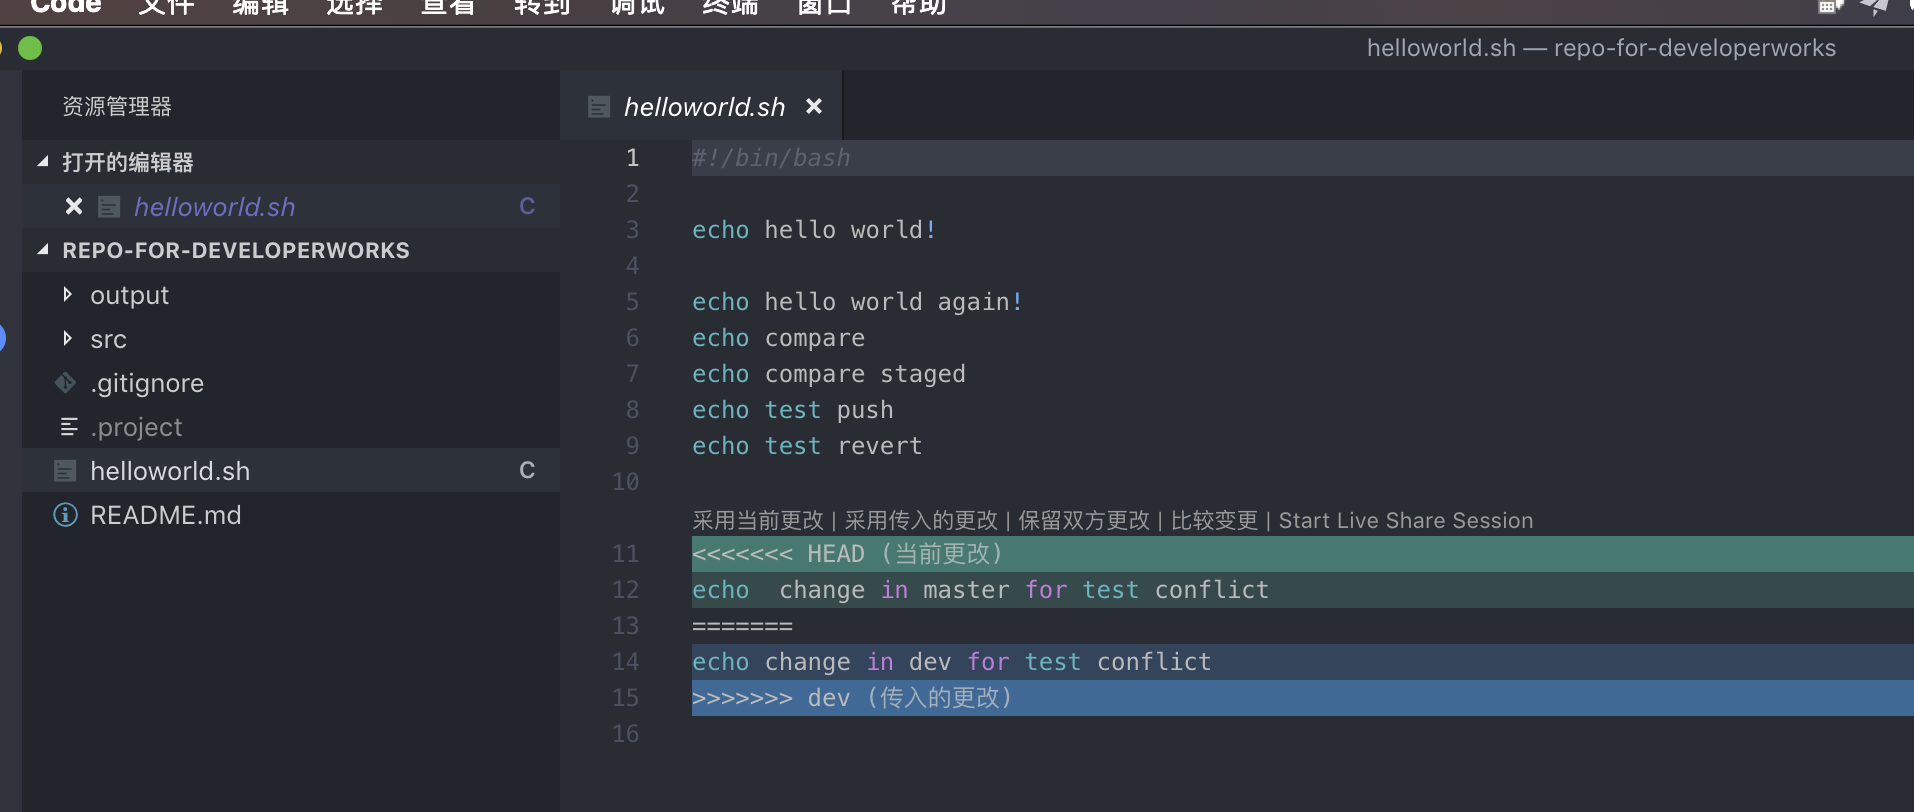 Code 文件 编辑 选择 查看 转到 调试 终端 窗口 帮助
helloworld.sh — repo-for-developerworks
资源管理器
打开的编辑器
helloworld.sh C
REPO-FOR-DEVELOPERWORKS
output
src
.gitignore
.project
helloworld.sh C
README.md
helloworld.sh
1 #!/bin/bash
2
3 echo hello world!
4
5 echo hello world again!
6 echo compare
7 echo compare staged
8 echo test push
9 echo test revert
10
采用当前更改 | 采用传入的更改 | 保留双方更改 | 比较变更 | Start Live Share Session
11 <<<<<<< HEAD (当前更改)
12 echo  change in master for test conflict
13 =======
14 echo change in dev for test conflict
15 >>>>>>> dev (传入的更改)
16